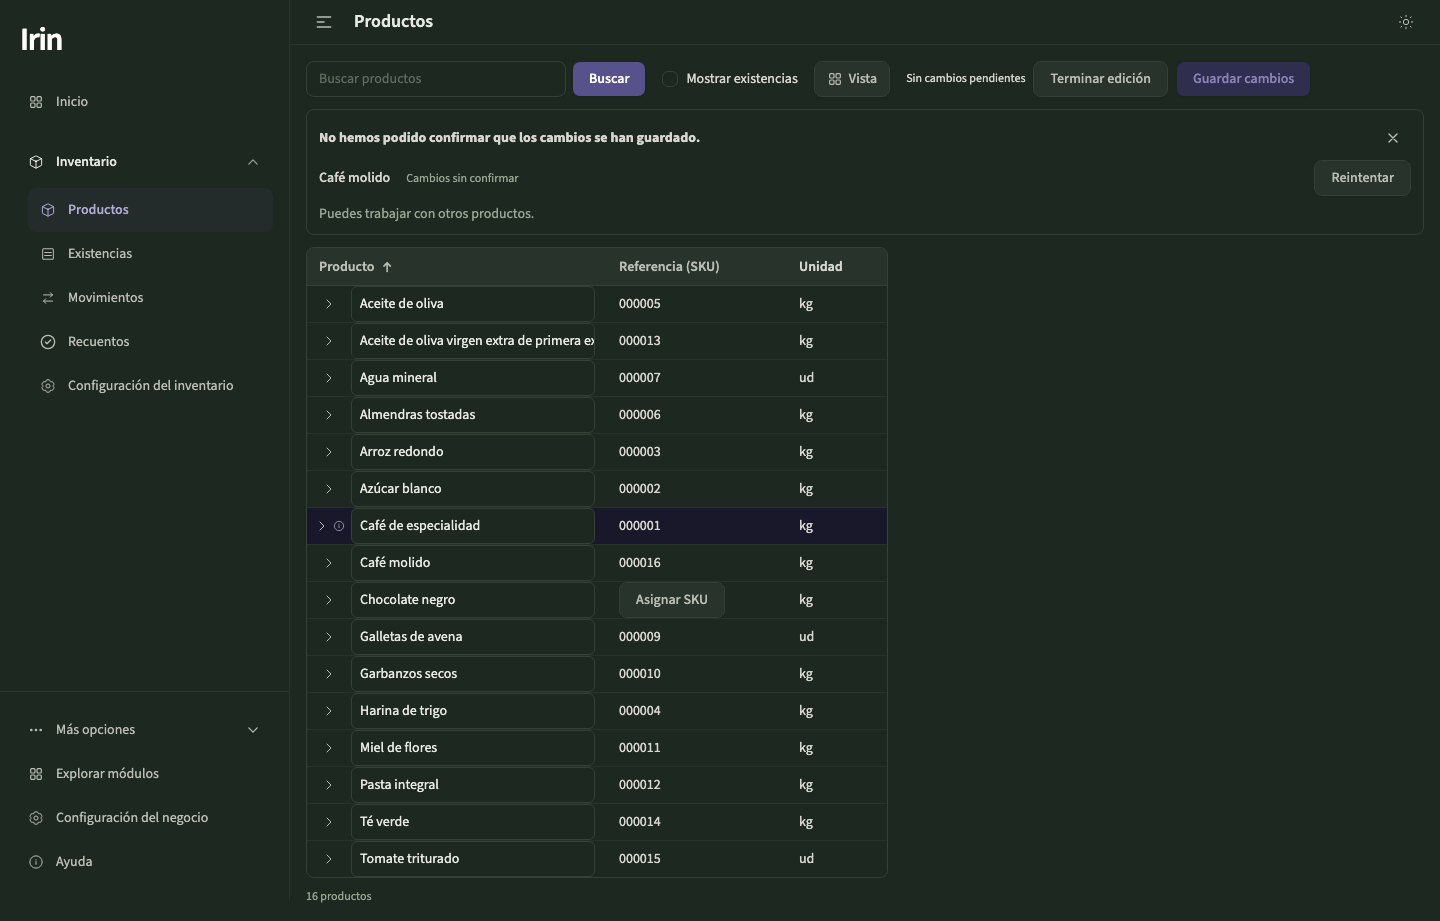 Irin
Productos
Inicio
Inventario
Productos
Existencias
Movimientos
Recuentos
Configuración del inventario
Más opciones
Explorar módulos
Configuración del negocio
Ayuda
Buscar productos Buscar Mostrar existencias Vista Sin cambios pendientes Terminar edición Guardar cambios
No hemos podido confirmar que los cambios se han guardado.
Café molido Cambios sin confirmar Reintentar
Puedes trabajar con otros productos.
Producto Referencia (SKU) Unidad
Aceite de oliva 000005 kg
Aceite de oliva virgen extra de primera ex 000013 kg
Agua mineral 000007 ud
Almendras tostadas 000006 kg
Arroz redondo 000003 kg
Azúcar blanco 000002 kg
Café de especialidad 000001 kg
Café molido 000016 kg
Chocolate negro Asignar SKU kg
Galletas de avena 000009 ud
Garbanzos secos 000010 kg
Harina de trigo 000004 kg
Miel de flores 000011 kg
Pasta integral 000012 kg
Té verde 000014 kg
Tomate triturado 000015 ud
16 productos